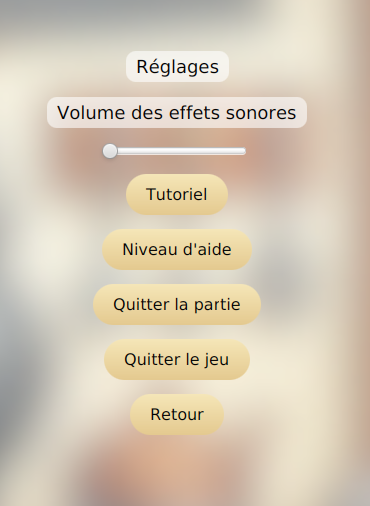 Réglages
Volume des effets sonores
Tutoriel
Niveau d'aide
Quitter la partie
Quitter le jeu
Retour